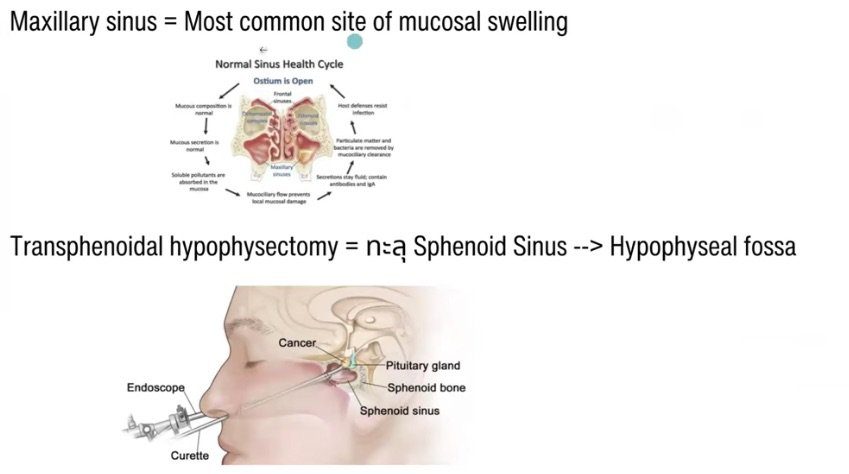 Maxillary sinus = Most common site of mucosal swelling
Normal Sinus Health Cycle
Ostium is Open
Frontal
sinuses
Mucous composition is
normal
Host defenses resist
infection
Mucous secretion is
normal
Particulate matter and
bacteria are removed by
mucociliary clearance
Maxillary
sinuses
Soluble pollutants are
absorbed in the
mucosa
Secretions stay fluid; contain
antibodies and IgA
Mucociliary flow prevents
local mucosal damage
Transphenoidal hypophysectomy = ทะลุ Sphenoid Sinus --> Hypophyseal fossa
Cancer
Pituitary gland
Endoscope
Sphenoid bone
Sphenoid sinus
Curette